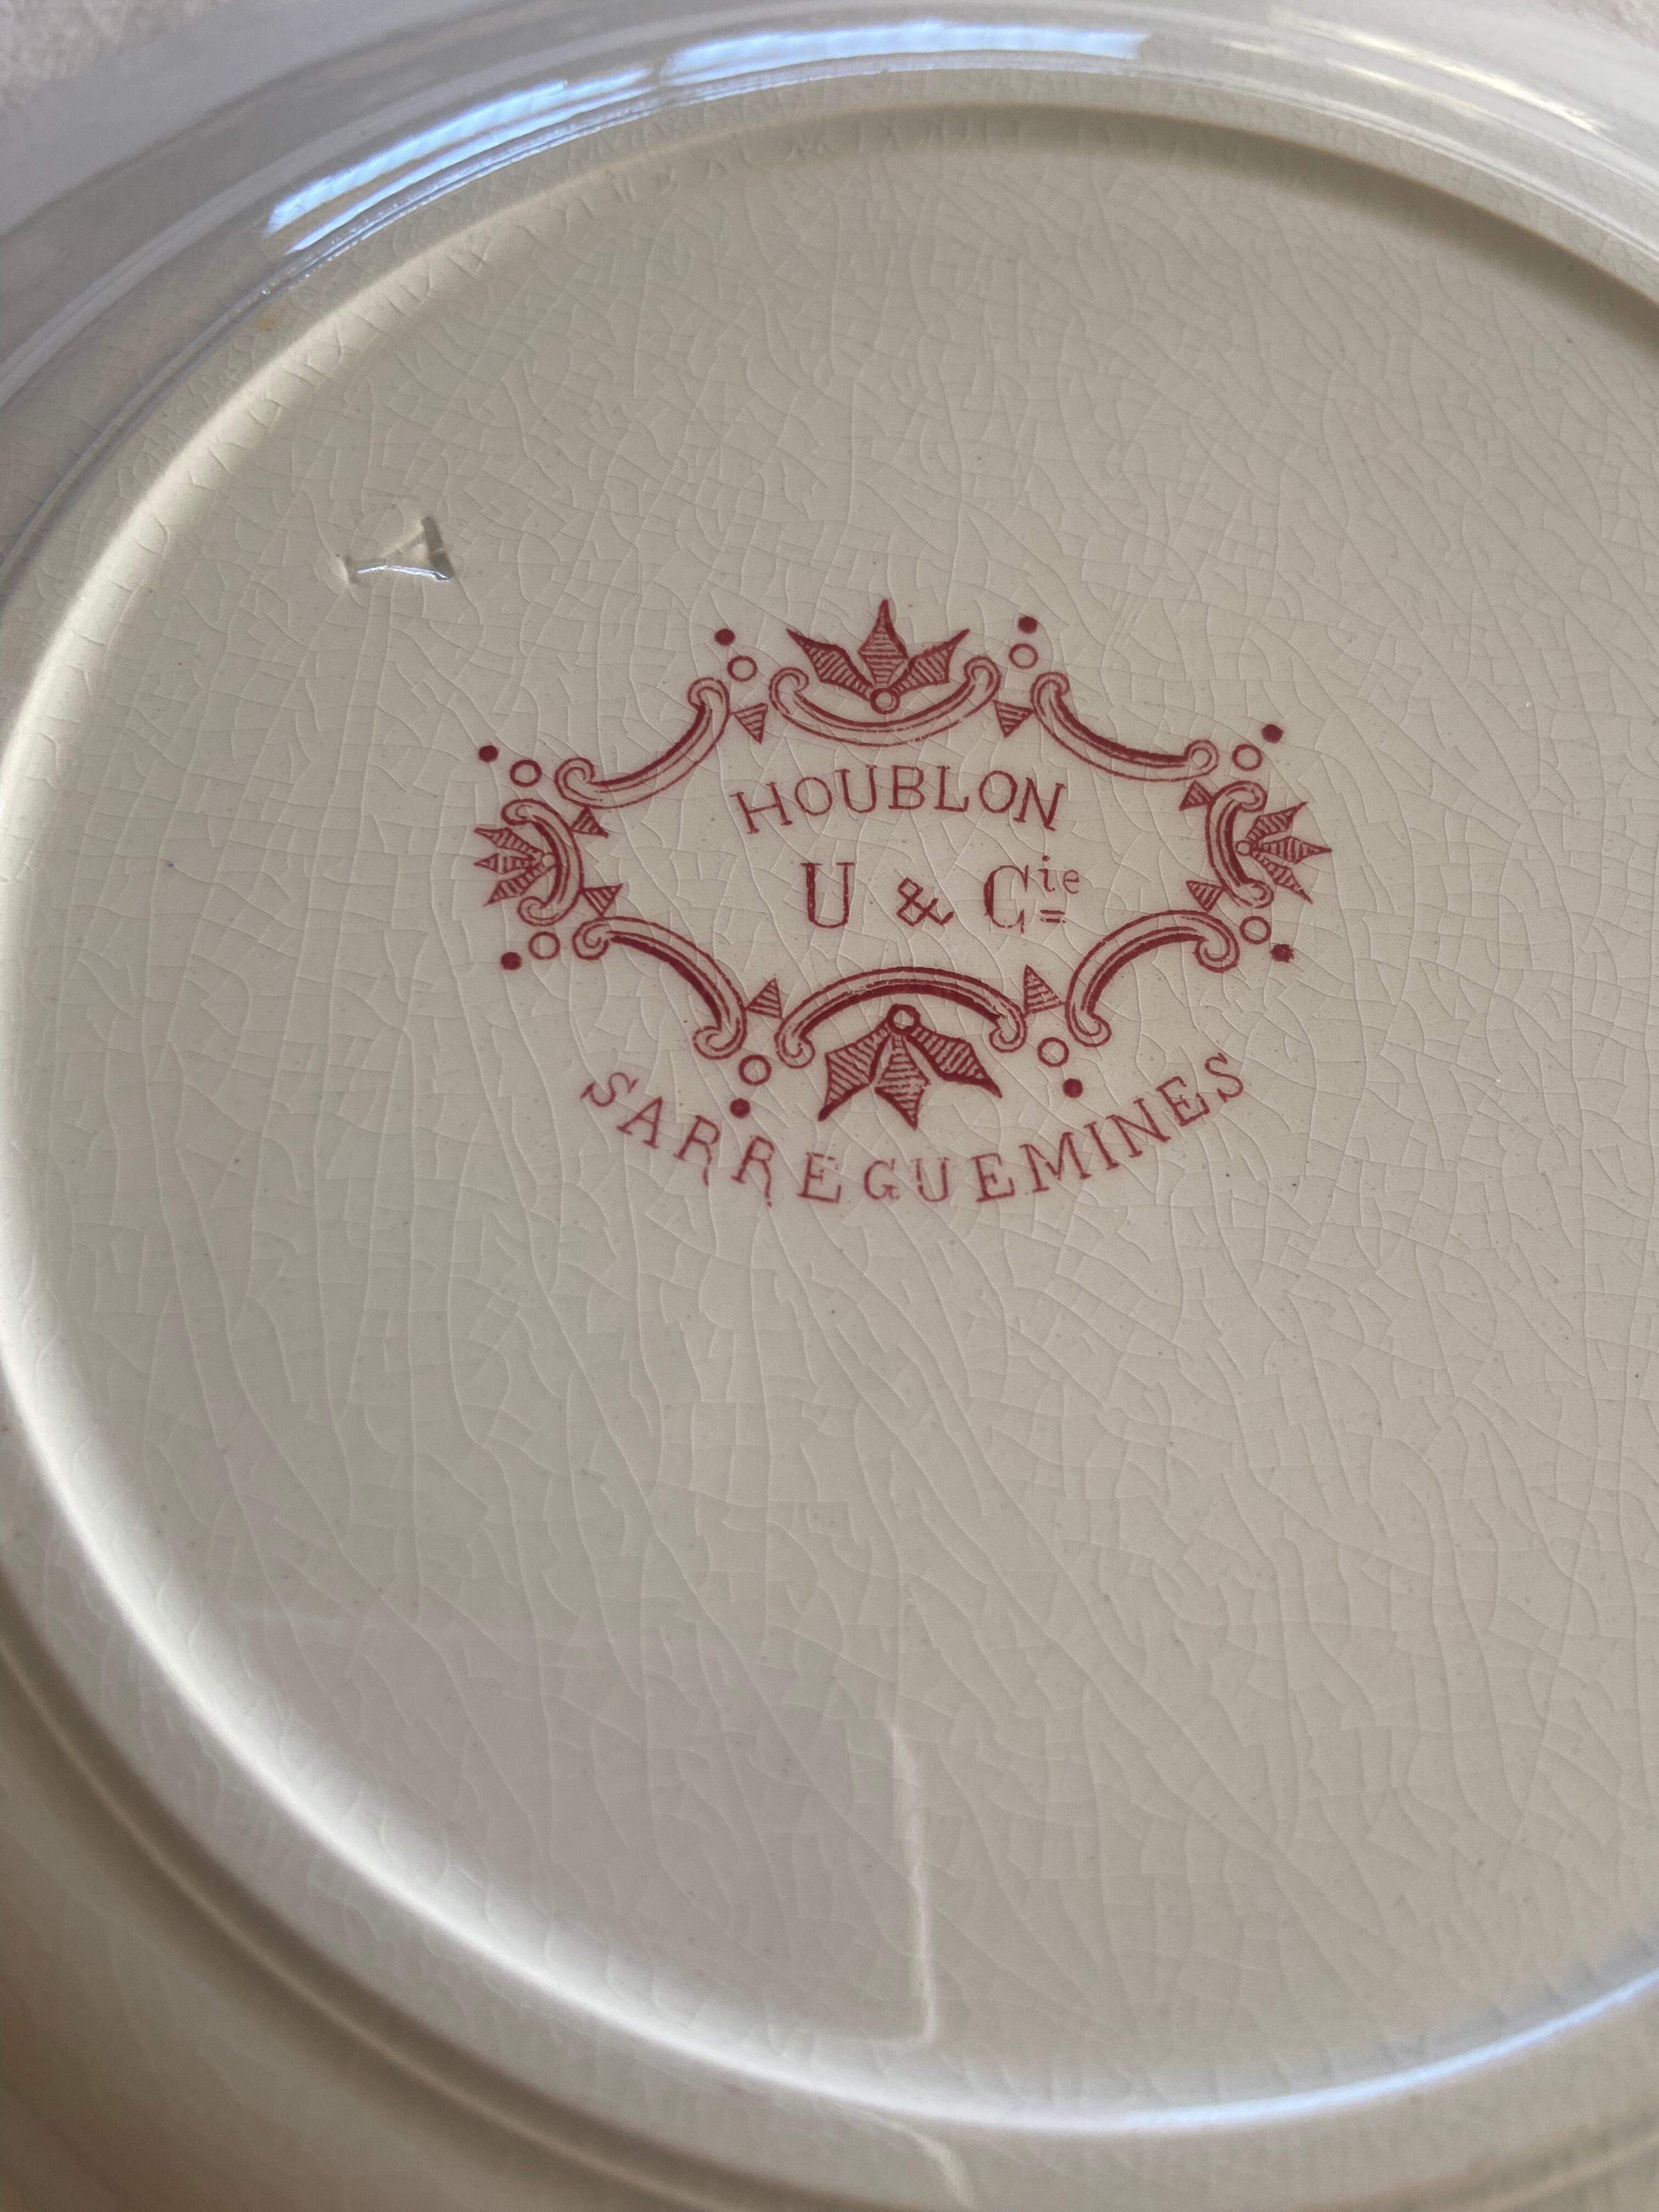 HOUBLON
U & Cie
SARREGUEMINES